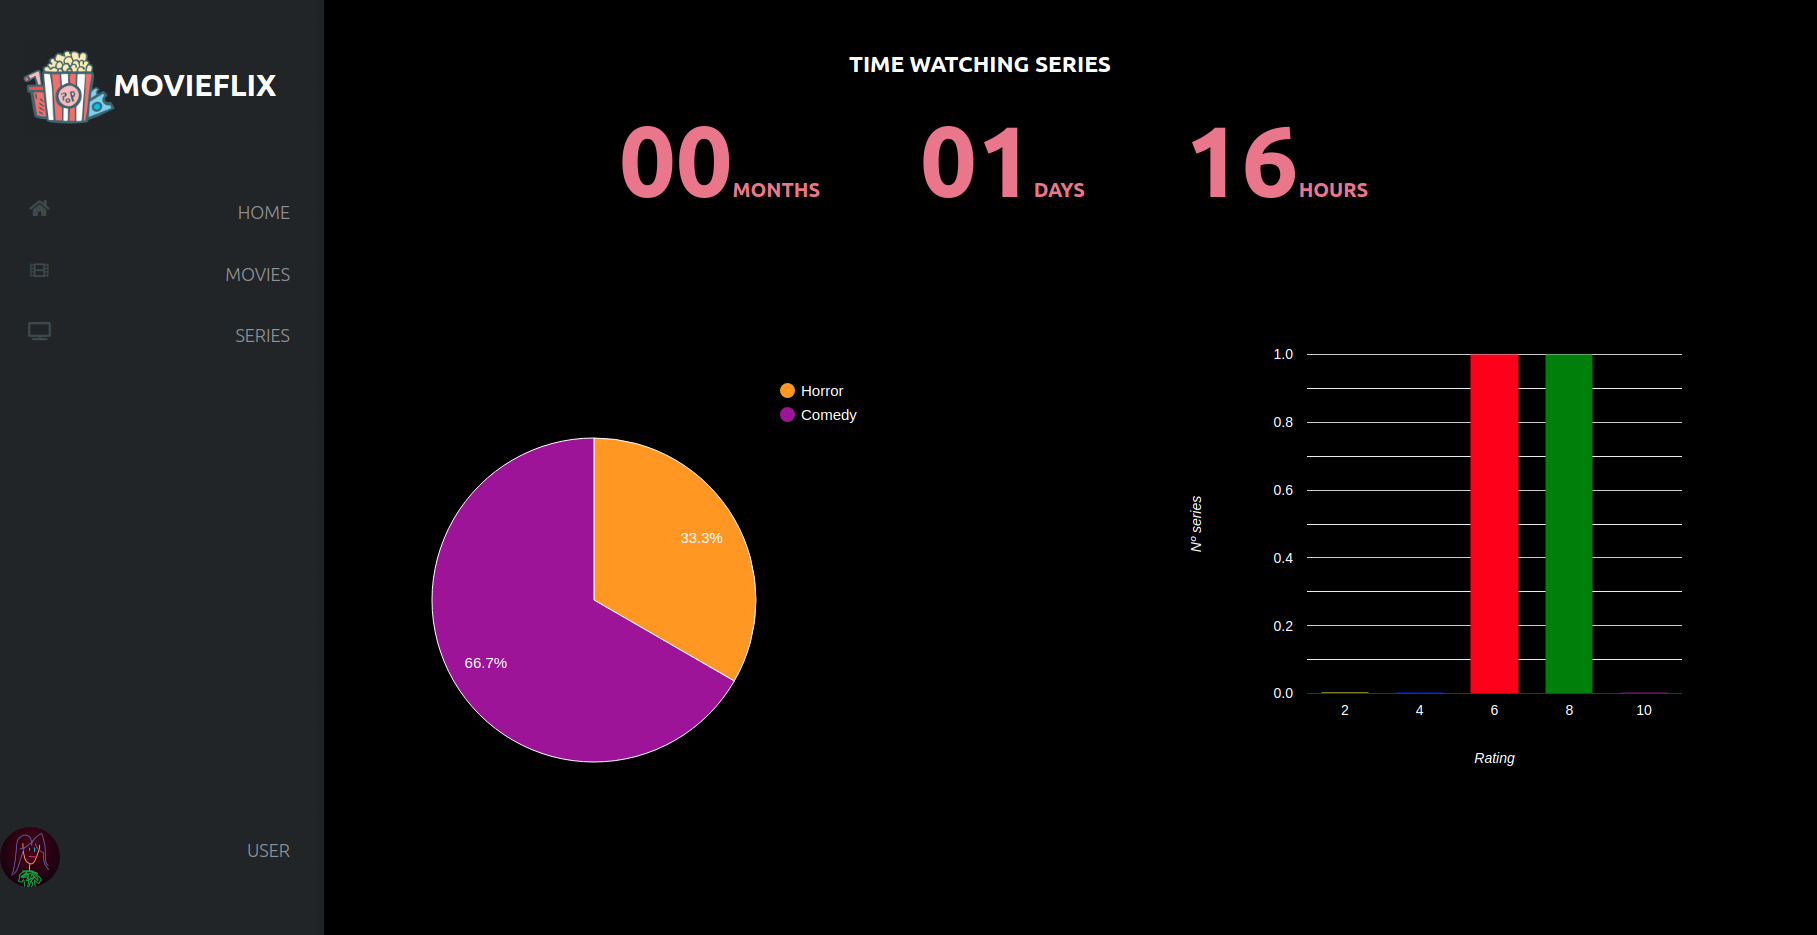 MOVIEFLIX
HOME
MOVIES
SERIES
USER
TIME WATCHING SERIES
00 MONTHS 01 DAYS 16 HOURS
Horror
Comedy
33.3%
66.7%
Nº series
1.0
0.8
0.6
0.4
0.2
0.0
2 4 6 8 10
Rating